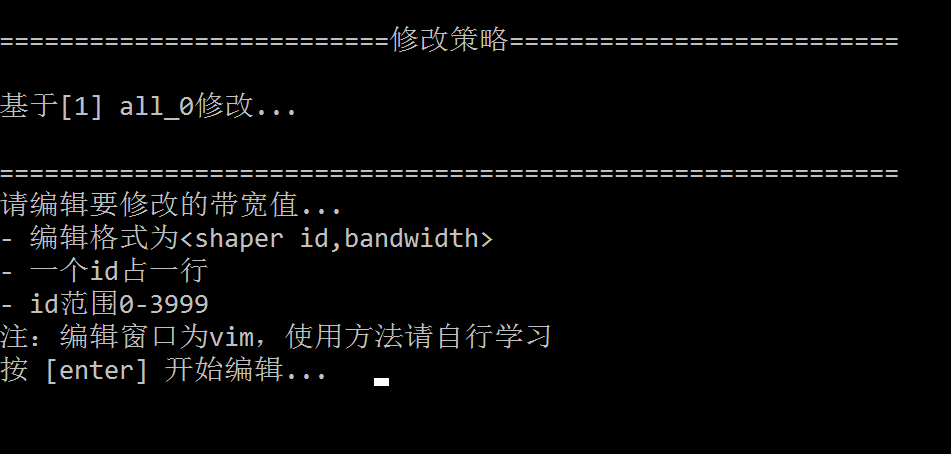 ==========================修改策略==========================
基于[1] all_0修改...
============================================================
请编辑要修改的带宽值...
- 编辑格式为<shaper id,bandwidth>
- 一个id占一行
- id范围0-3999
注：编辑窗口为vim，使用方法请自行学习
按 [enter] 开始编辑...